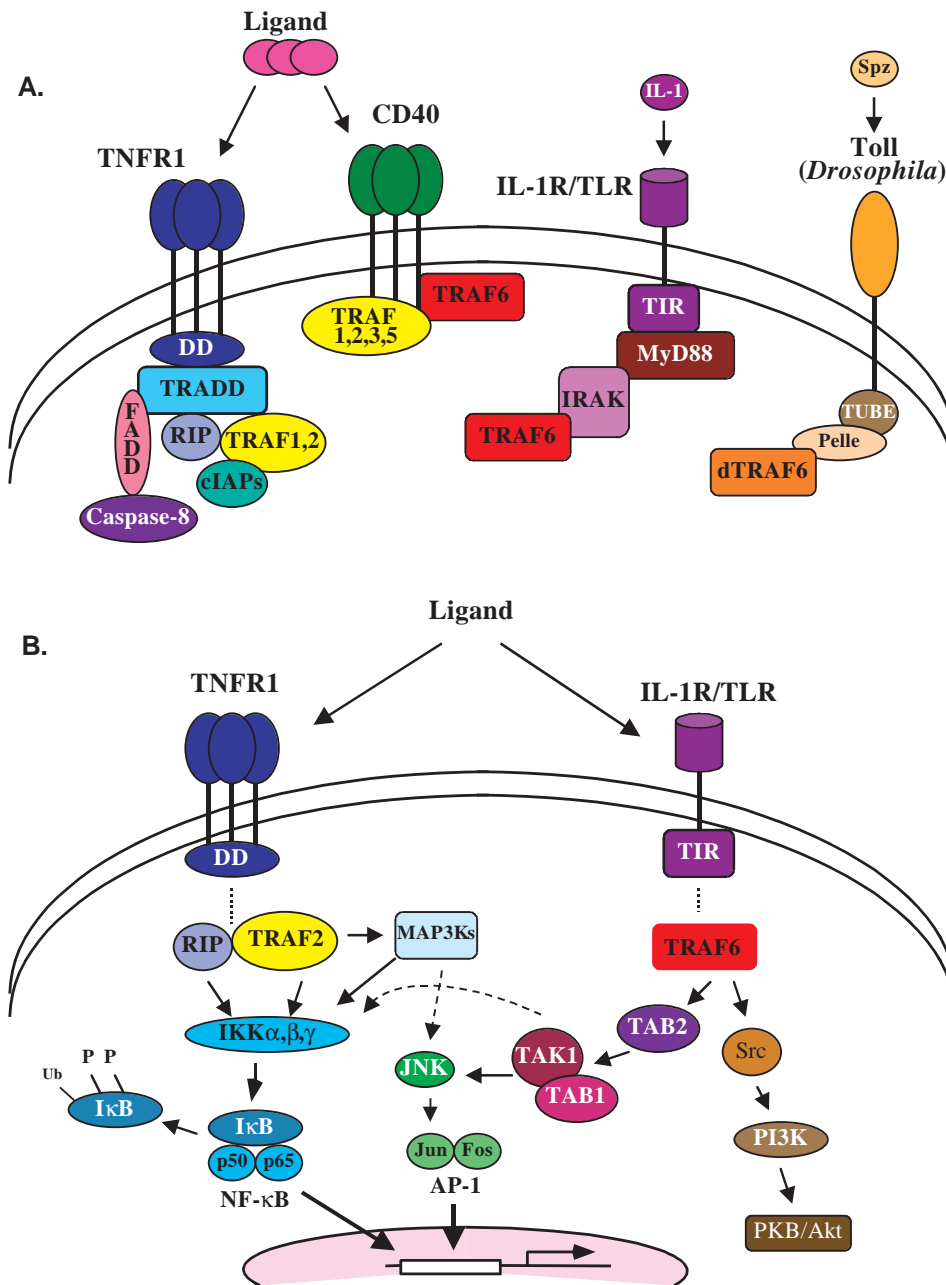 Ligand
A.
Spz
IL-1
CD40
TNFR1
Toll
(Drosophila)
IL-1R/TLR
TRAF6
TRAF
1,2,3,5
TIR
DD
MyD88
TRADD
IRAK
FADD
RIP
TRAF1,2
TRAF6
TUBE
Pelle
dTRAF6
cIAPs
Caspase-8
Ligand
B.
TNFR1
IL-1R/TLR
DD
TIR
RIP
TRAF2
MAP3Ks
TRAF6
IKKα,β,γ
TAB2
TAK1
Src
JNK
TAB1
P P
Ub
IκB
IκB
p50 p65
NF-κB
Jun Fos
AP-1
PI3K
PKB/Akt